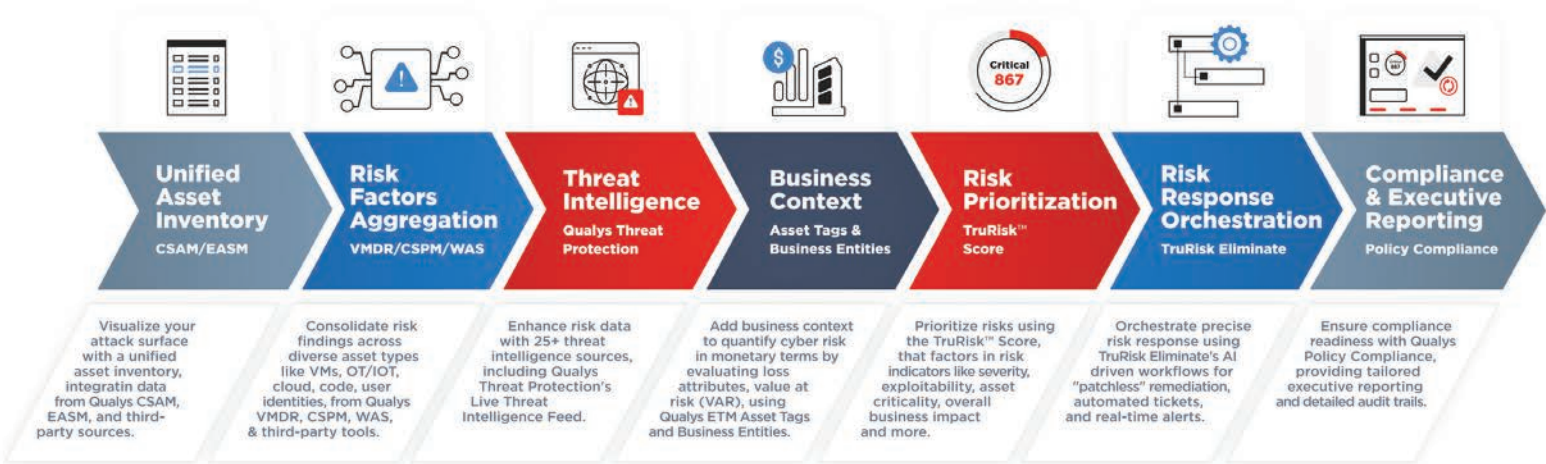 Critical
867
Unified
Asset
Inventory
CSAM/EASM
Risk
Factors
Aggregation
VMDR/CSPM/WAS
Threat
Intelligence
Qualys Threat
Protection
Business
Context
Asset Tags &
Business Entities
Risk
Prioritization
TruRisk™
Score
Risk
Response
Orchestration
TruRisk Eliminate
Compliance
& Executive
Reporting
Policy Compliance
Visualize your
attack surface
with a unified
asset inventory,
integratin data
from Qualys CSAM,
EASM, and third-
party sources.
Consolidate risk
findings across
diverse asset types
like VMs, OT/IOT,
cloud, code, user
identities, from Qualys
VMDR, CSPM, WAS,
& third-party tools.
Enhance risk data
with 25+ threat
intelligence sources,
including Qualys
Threat Protection's
Live Threat
Intelligence Feed.
Add business context
to quantify cyber risk
in monetary terms by
evaluating loss
attributes, value at
risk (VAR), using
Qualys ETM Asset Tags
and Business Entities.
Prioritize risks using
the TruRisk™ Score,
that factors in risk
indicators like severity,
exploitability, asset
criticality, overall
business impact
and more.
Orchestrate precise
risk response using
TruRisk Eliminate's AI
driven workflows for
"patchless" remediation,
automated tickets,
and real-time alerts.
Ensure compliance
readiness with Qualys
Policy Compliance,
providing tailored
executive reporting
and detailed audit trails.